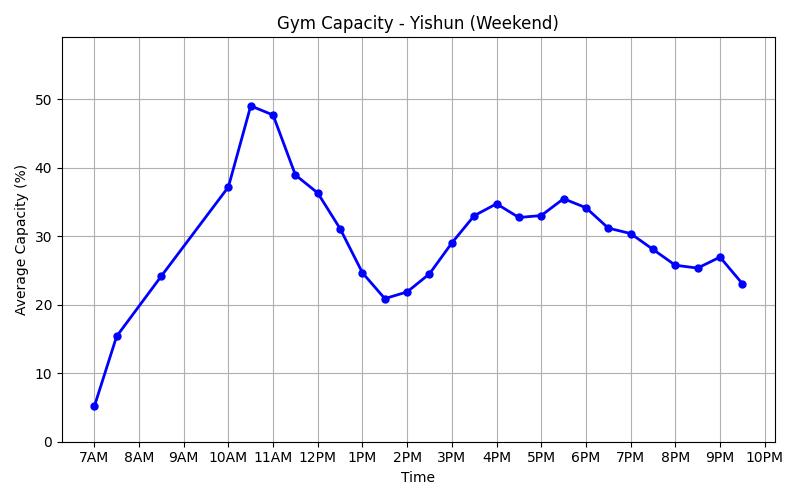 Gym Capacity - Yishun (Weekend)
Average Capacity (%)
50
40
30
20
10
0
7AM 8AM 9AM 10AM 11AM 12PM 1PM 2PM 3PM 4PM 5PM 6PM 7PM 8PM 9PM 10PM
Time